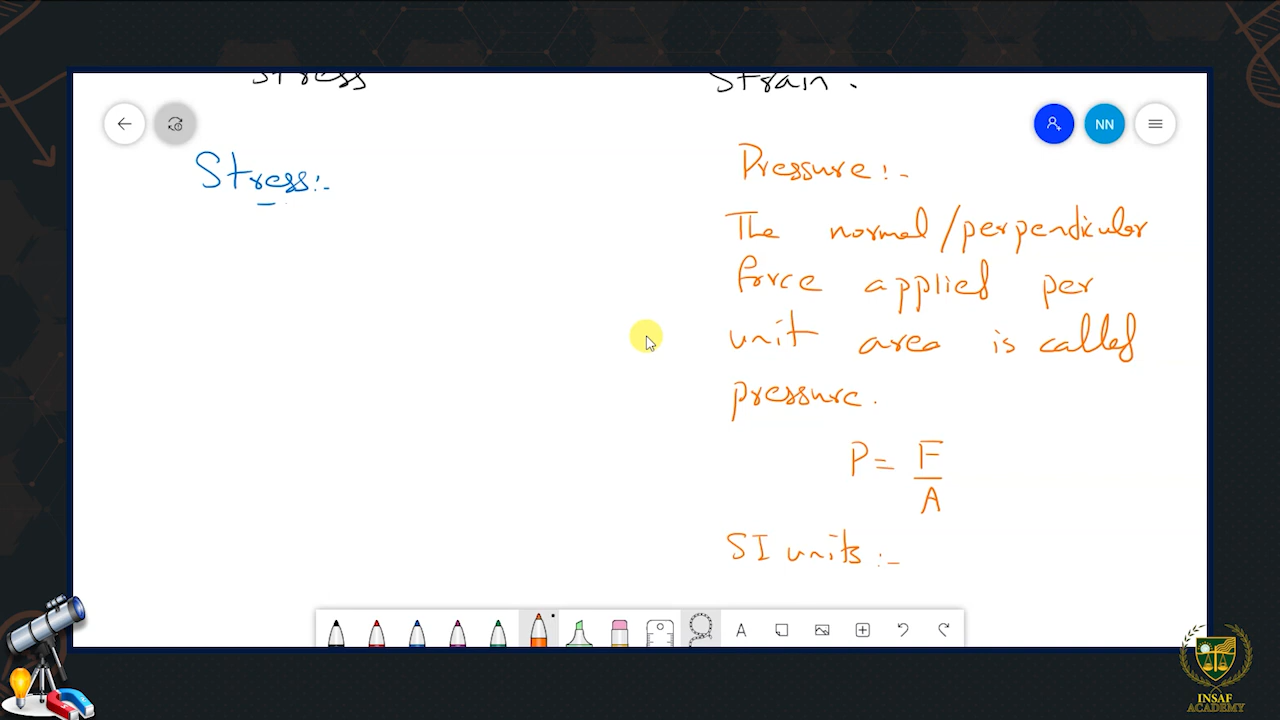 Stress
Strain.
NN
Stress:-
Pressure:-
The normal/perpendicular
force applied per
unit area is called
pressure.
P = F
A
SI units :-
A
INSAF
ACADEMY